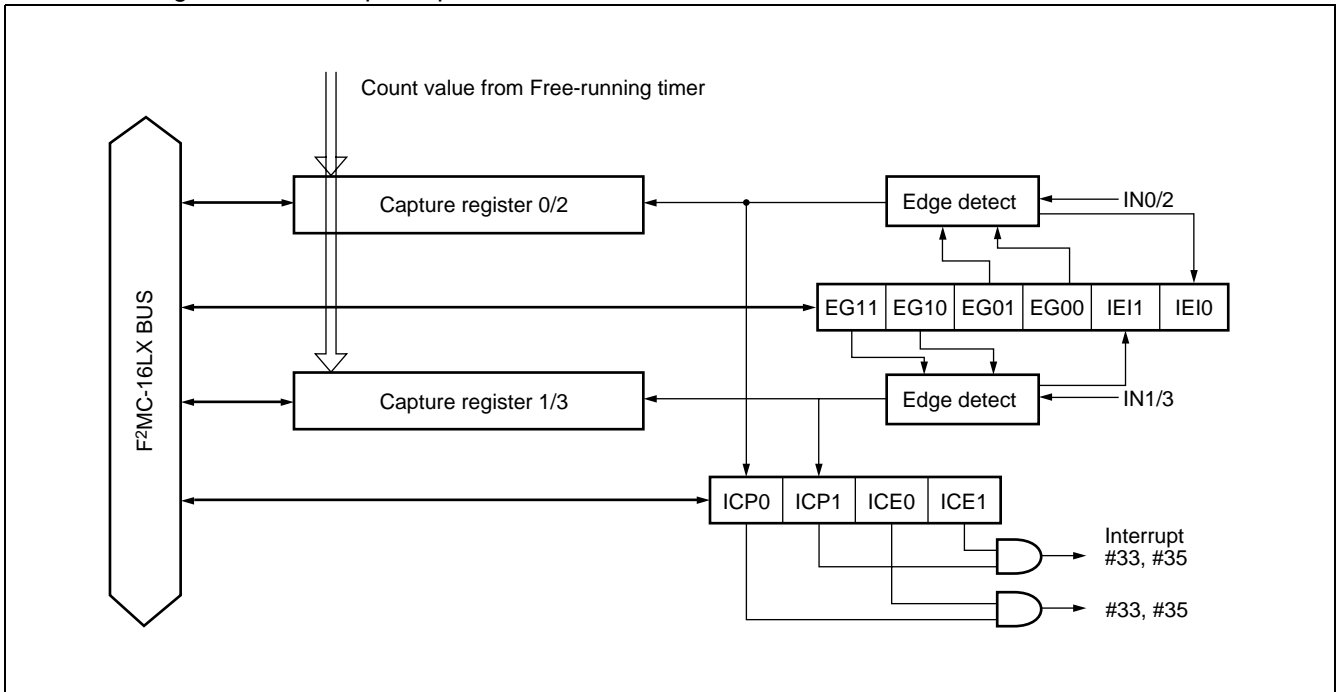 Count value from Free-running timer
Capture register 0/2
Edge detect
IN0/2
EG11 EG10 EG01 EG00 IEI1 IEI0
F²MC-16LX BUS
Capture register 1/3
Edge detect
IN1/3
ICP0 ICP1 ICE0 ICE1
Interrupt
#33, #35
#33, #35